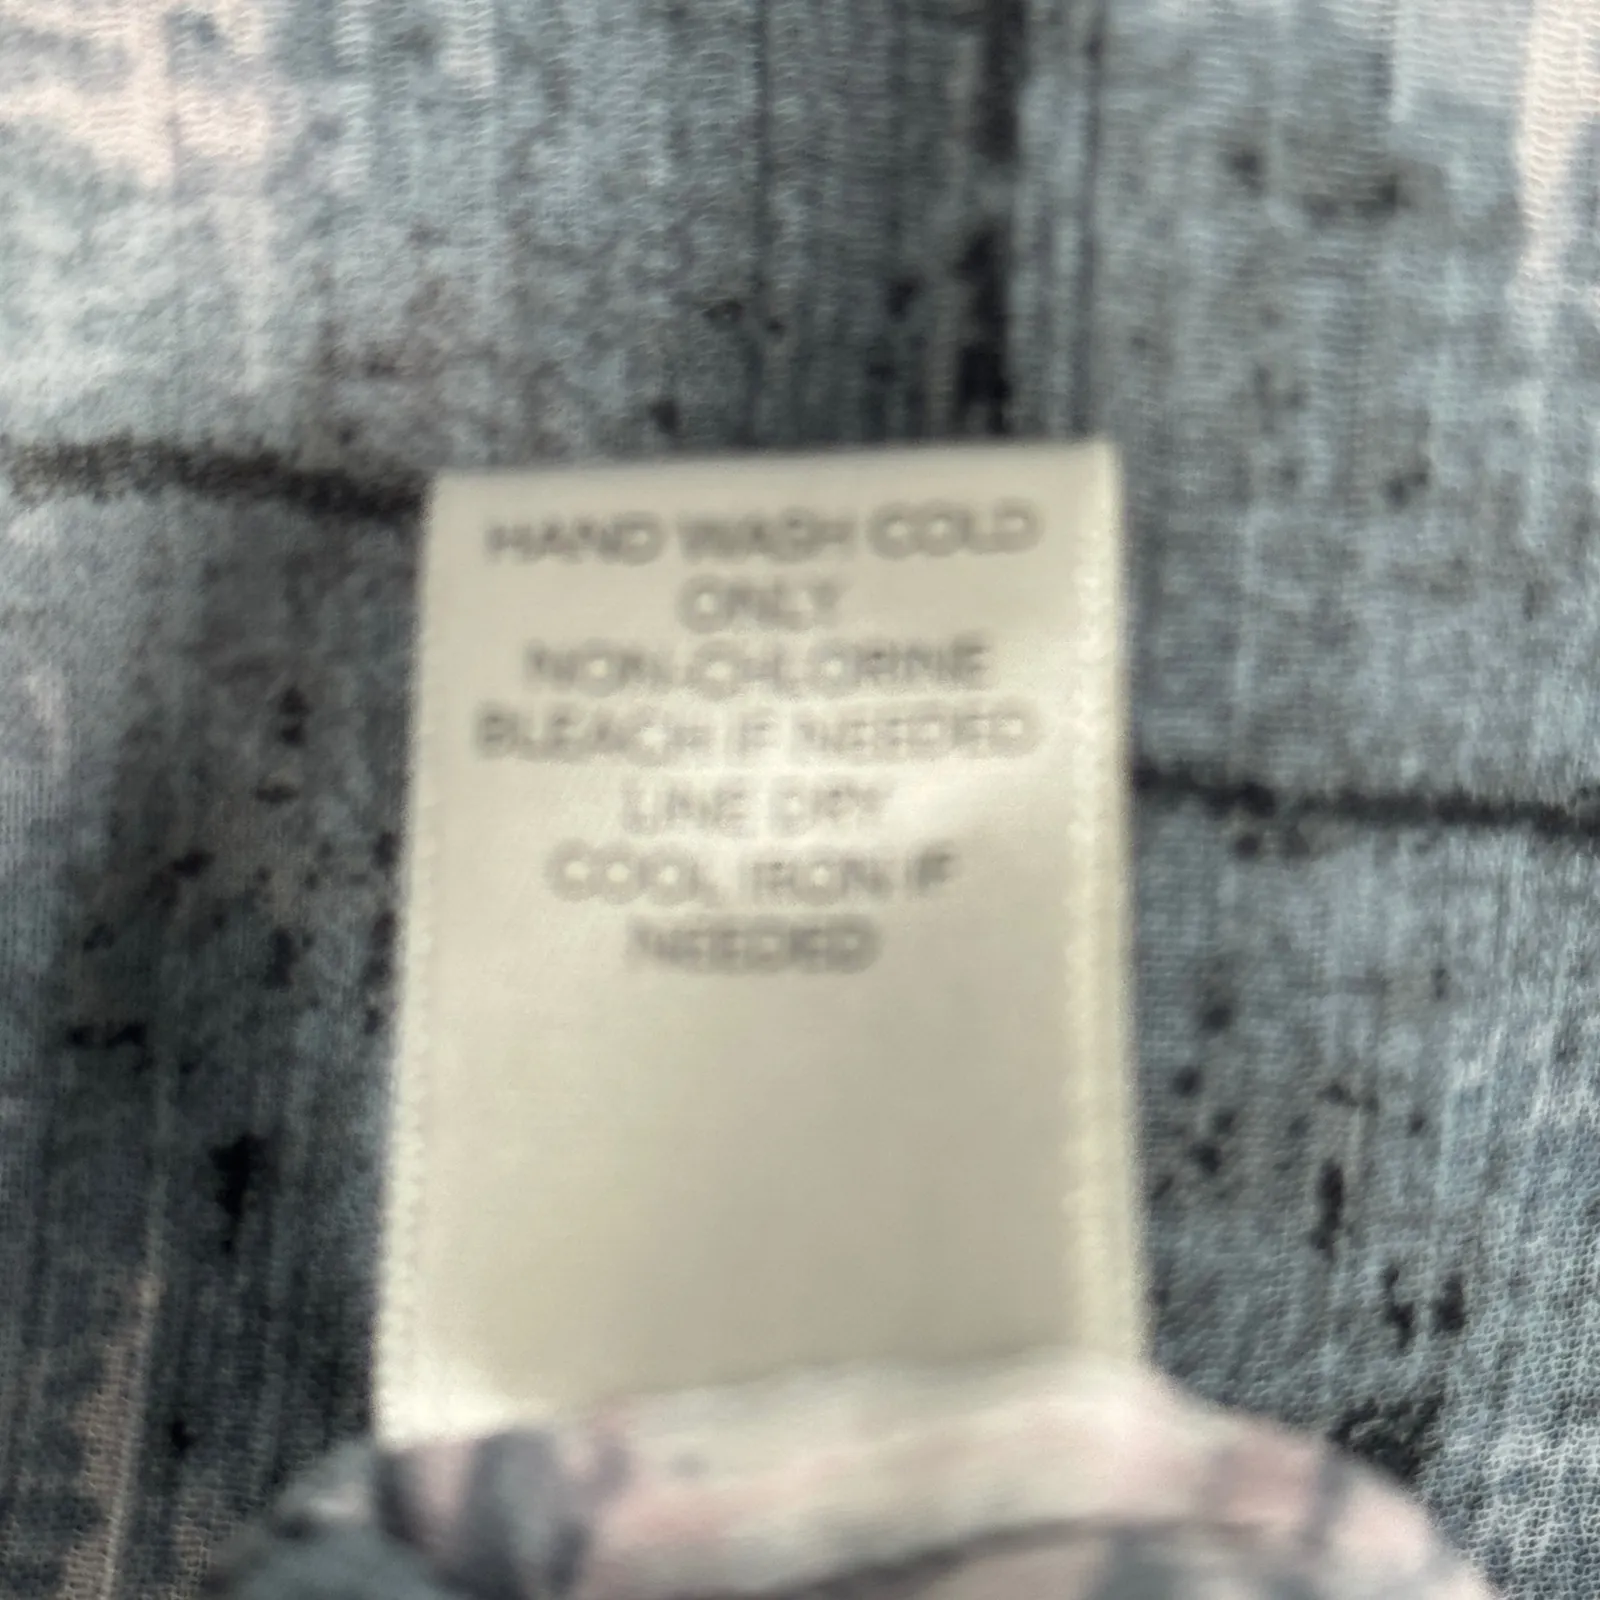 HAND WASH COLD
ONLY
NON-CHLORINE
BLEACH IF NEEDED
LINE DRY
COOL IRON IF
NEEDED